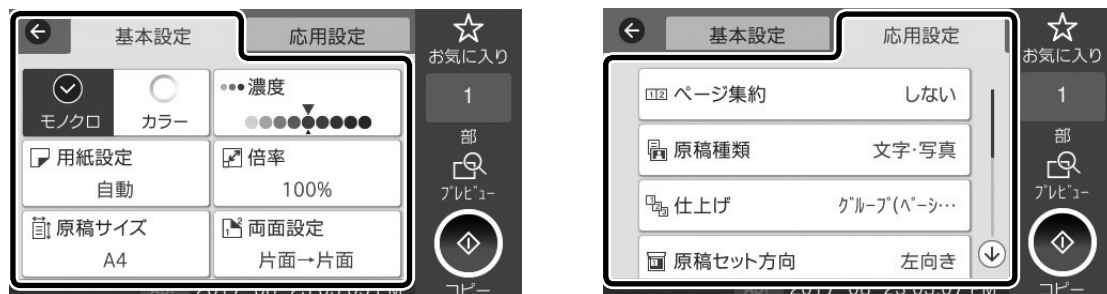 基本設定
応用設定
お気に入り
モノクロ
カラー
濃度
1
部
用紙設定
自動
倍率
100%
プレビュー
原稿サイズ
A4
両面設定
片面→片面
コピー
基本設定
応用設定
お気に入り
ページ集約
しない
1
部
原稿種類
文字・写真
プレビュー
仕上げ
グループ(ページ…
原稿セット方向
左向き
コピー